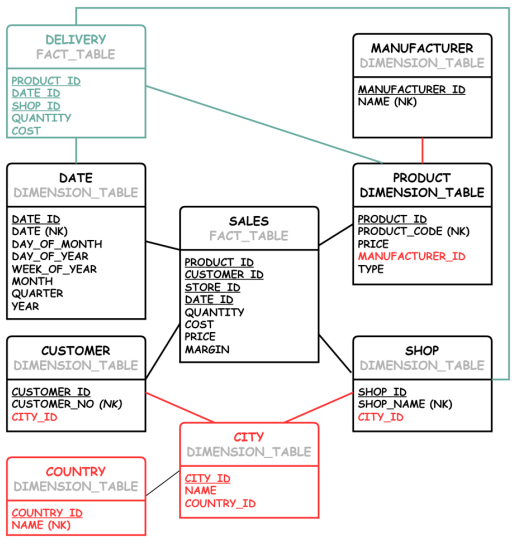 DELIVERY
FACT_TABLE
PRODUCT_ID
DATE_ID
SHOP_ID
QUANTITY
COST
MANUFACTURER
DIMENSION_TABLE
MANUFACTURER_ID
NAME (NK)
DATE
DIMENSION_TABLE
DATE_ID
DATE (NK)
DAY_OF_MONTH
DAY_OF_YEAR
WEEK_OF_YEAR
MONTH
QUARTER
YEAR
SALES
FACT_TABLE
PRODUCT_ID
CUSTOMER_ID
STORE_ID
DATE_ID
QUANTITY
COST
PRICE
MARGIN
PRODUCT
DIMENSION_TABLE
PRODUCT_ID
PRODUCT_CODE (NK)
PRICE
MANUFACTURER_ID
TYPE
CUSTOMER
DIMENSION_TABLE
CUSTOMER_ID
CUSTOMER_NO (NK)
CITY_ID
SHOP
DIMENSION_TABLE
SHOP_ID
SHOP_NAME (NK)
CITY_ID
CITY
DIMENSION_TABLE
CITY_ID
NAME
COUNTRY_ID
COUNTRY
DIMENSION_TABLE
COUNTRY_ID
NAME (NK)